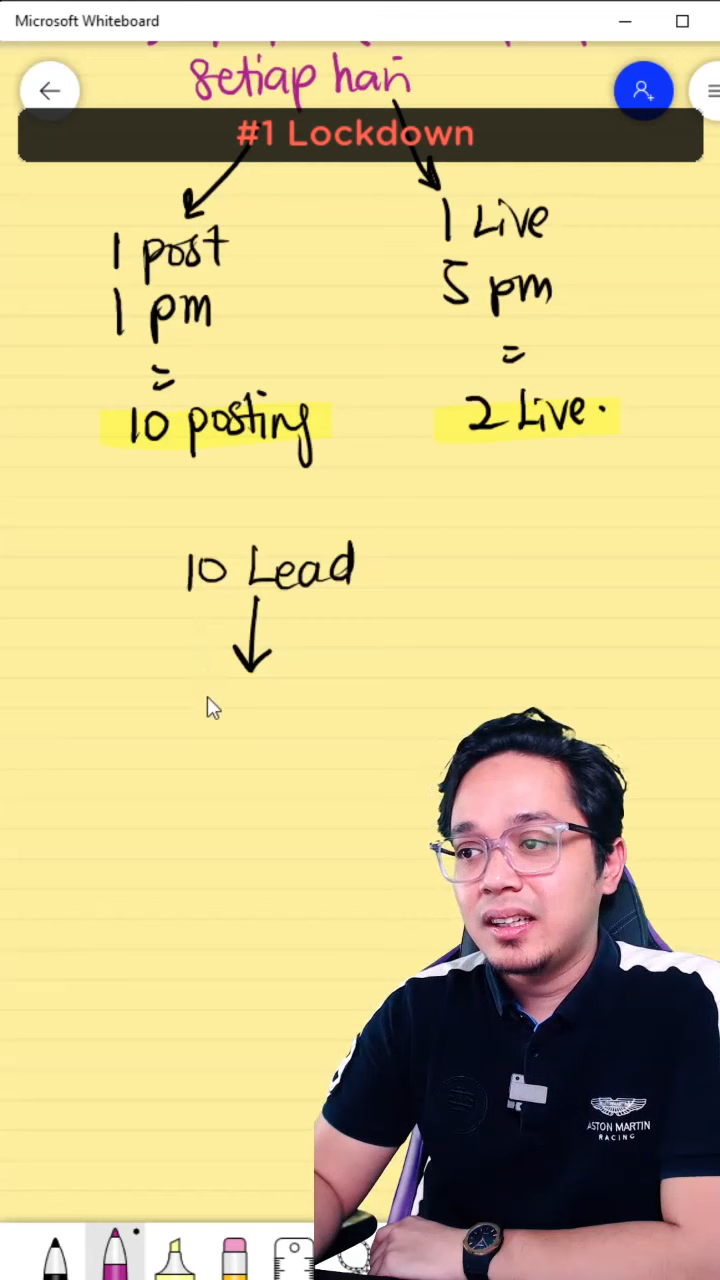 Microsoft Whiteboard
setiap hari
#1 Lockdown
1 post
1 pm
=
10 posting
1 Live
5 pm
=
2 Live.
10 Lead
ASTON MARTIN
RACING